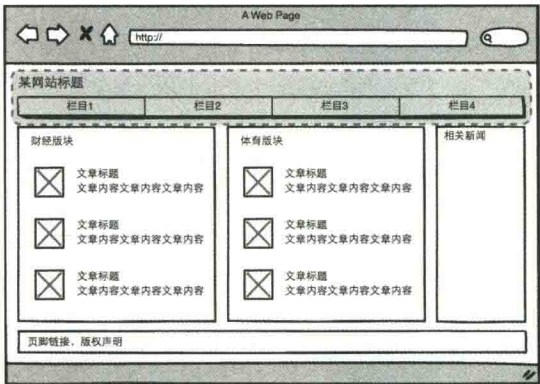 A Web Page
http://
某网站标题
栏目1 栏目2 栏目3 栏目4
财经版块
文章标题
文章内容文章内容文章内容
文章标题
文章内容文章内容文章内容
文章标题
文章内容文章内容文章内容
体育版块
文章标题
文章内容文章内容文章内容
文章标题
文章内容文章内容文章内容
文章标题
文章内容文章内容文章内容
相关新闻
页脚链接、版权声明